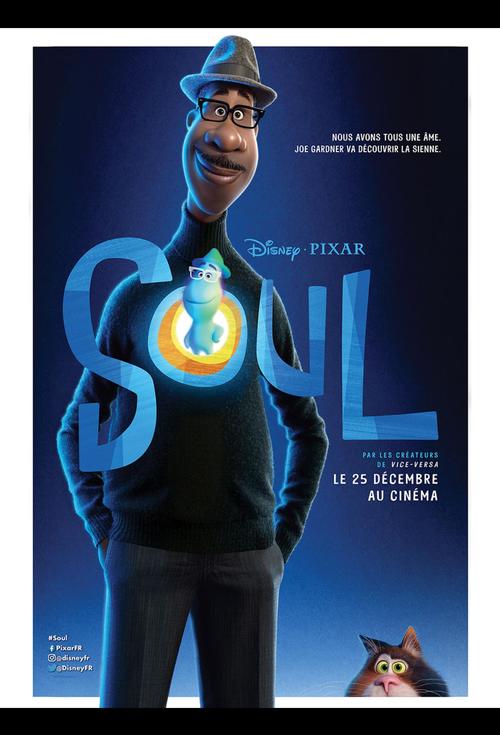 NOUS AVONS TOUS UNE ÂME.
JOE GARDNER VA DÉCOUVRIR LA SIENNE.
Disney · PIXAR
SOUL
PAR LES CRÉATEURS
DE VICE-VERSA
LE 25 DÉCEMBRE
AU CINÉMA
#Soul
f PixarFR
@disneyfr
@DisneyFR